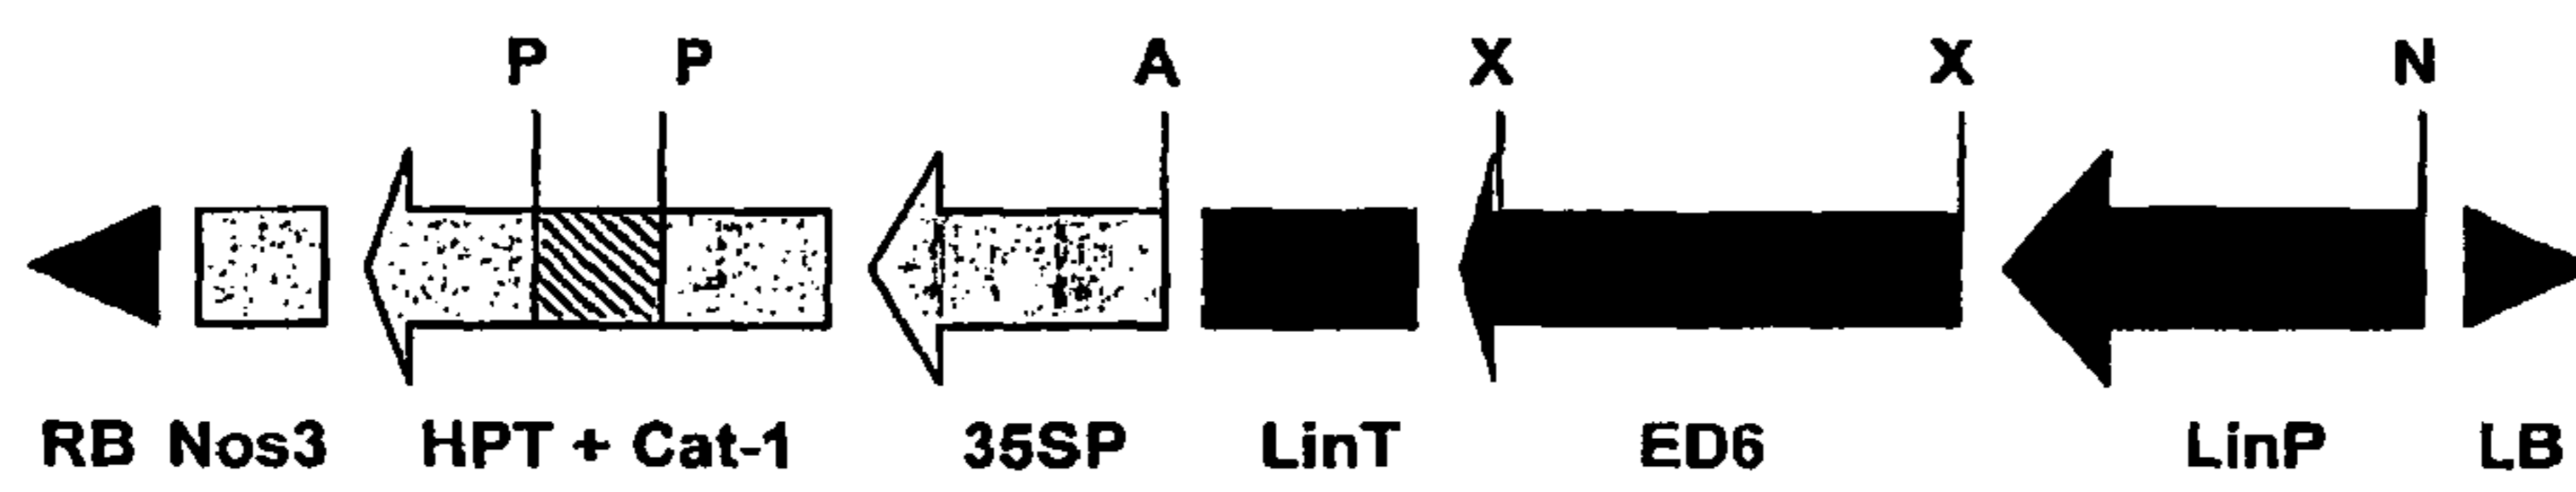 P P A X X N
RB Nos3 HPT + Cat-1 35SP LinT ED6 LinP LB